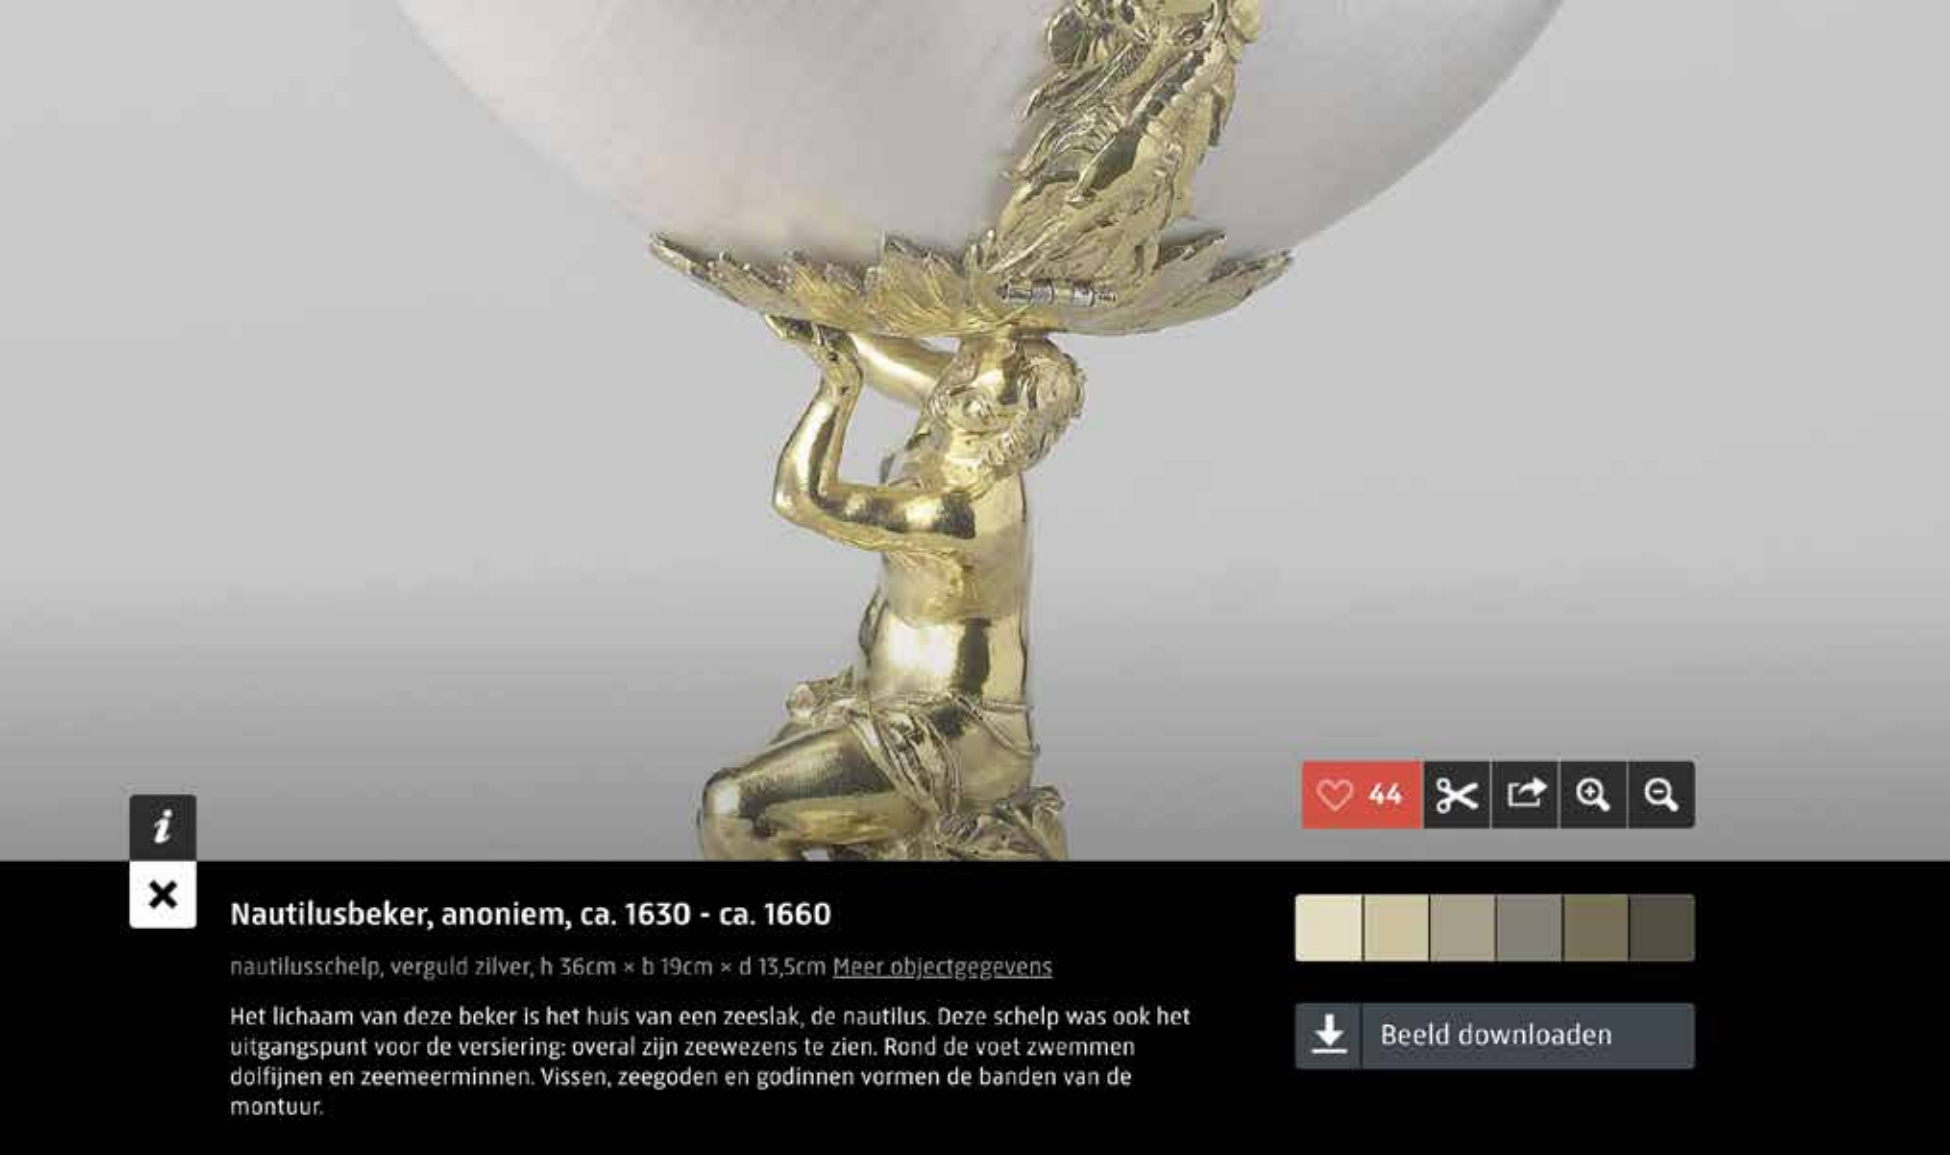 44
i
Nautilusbeker, anoniem, ca. 1630 - ca. 1660
nautilusschelp, verguld zilver, h 36cm × b 19cm × d 13,5cm Meer objectgegevens
Het lichaam van deze beker is het huis van een zeeslak, de nautilus. Deze schelp was ook het
uitgangspunt voor de versiering: overal zijn zeewezens te zien. Rond de voet zwemmen
dolfijnen en zeemeerminnen. Vissen, zeegoden en godinnen vormen de banden van de
montuur.
Beeld downloaden